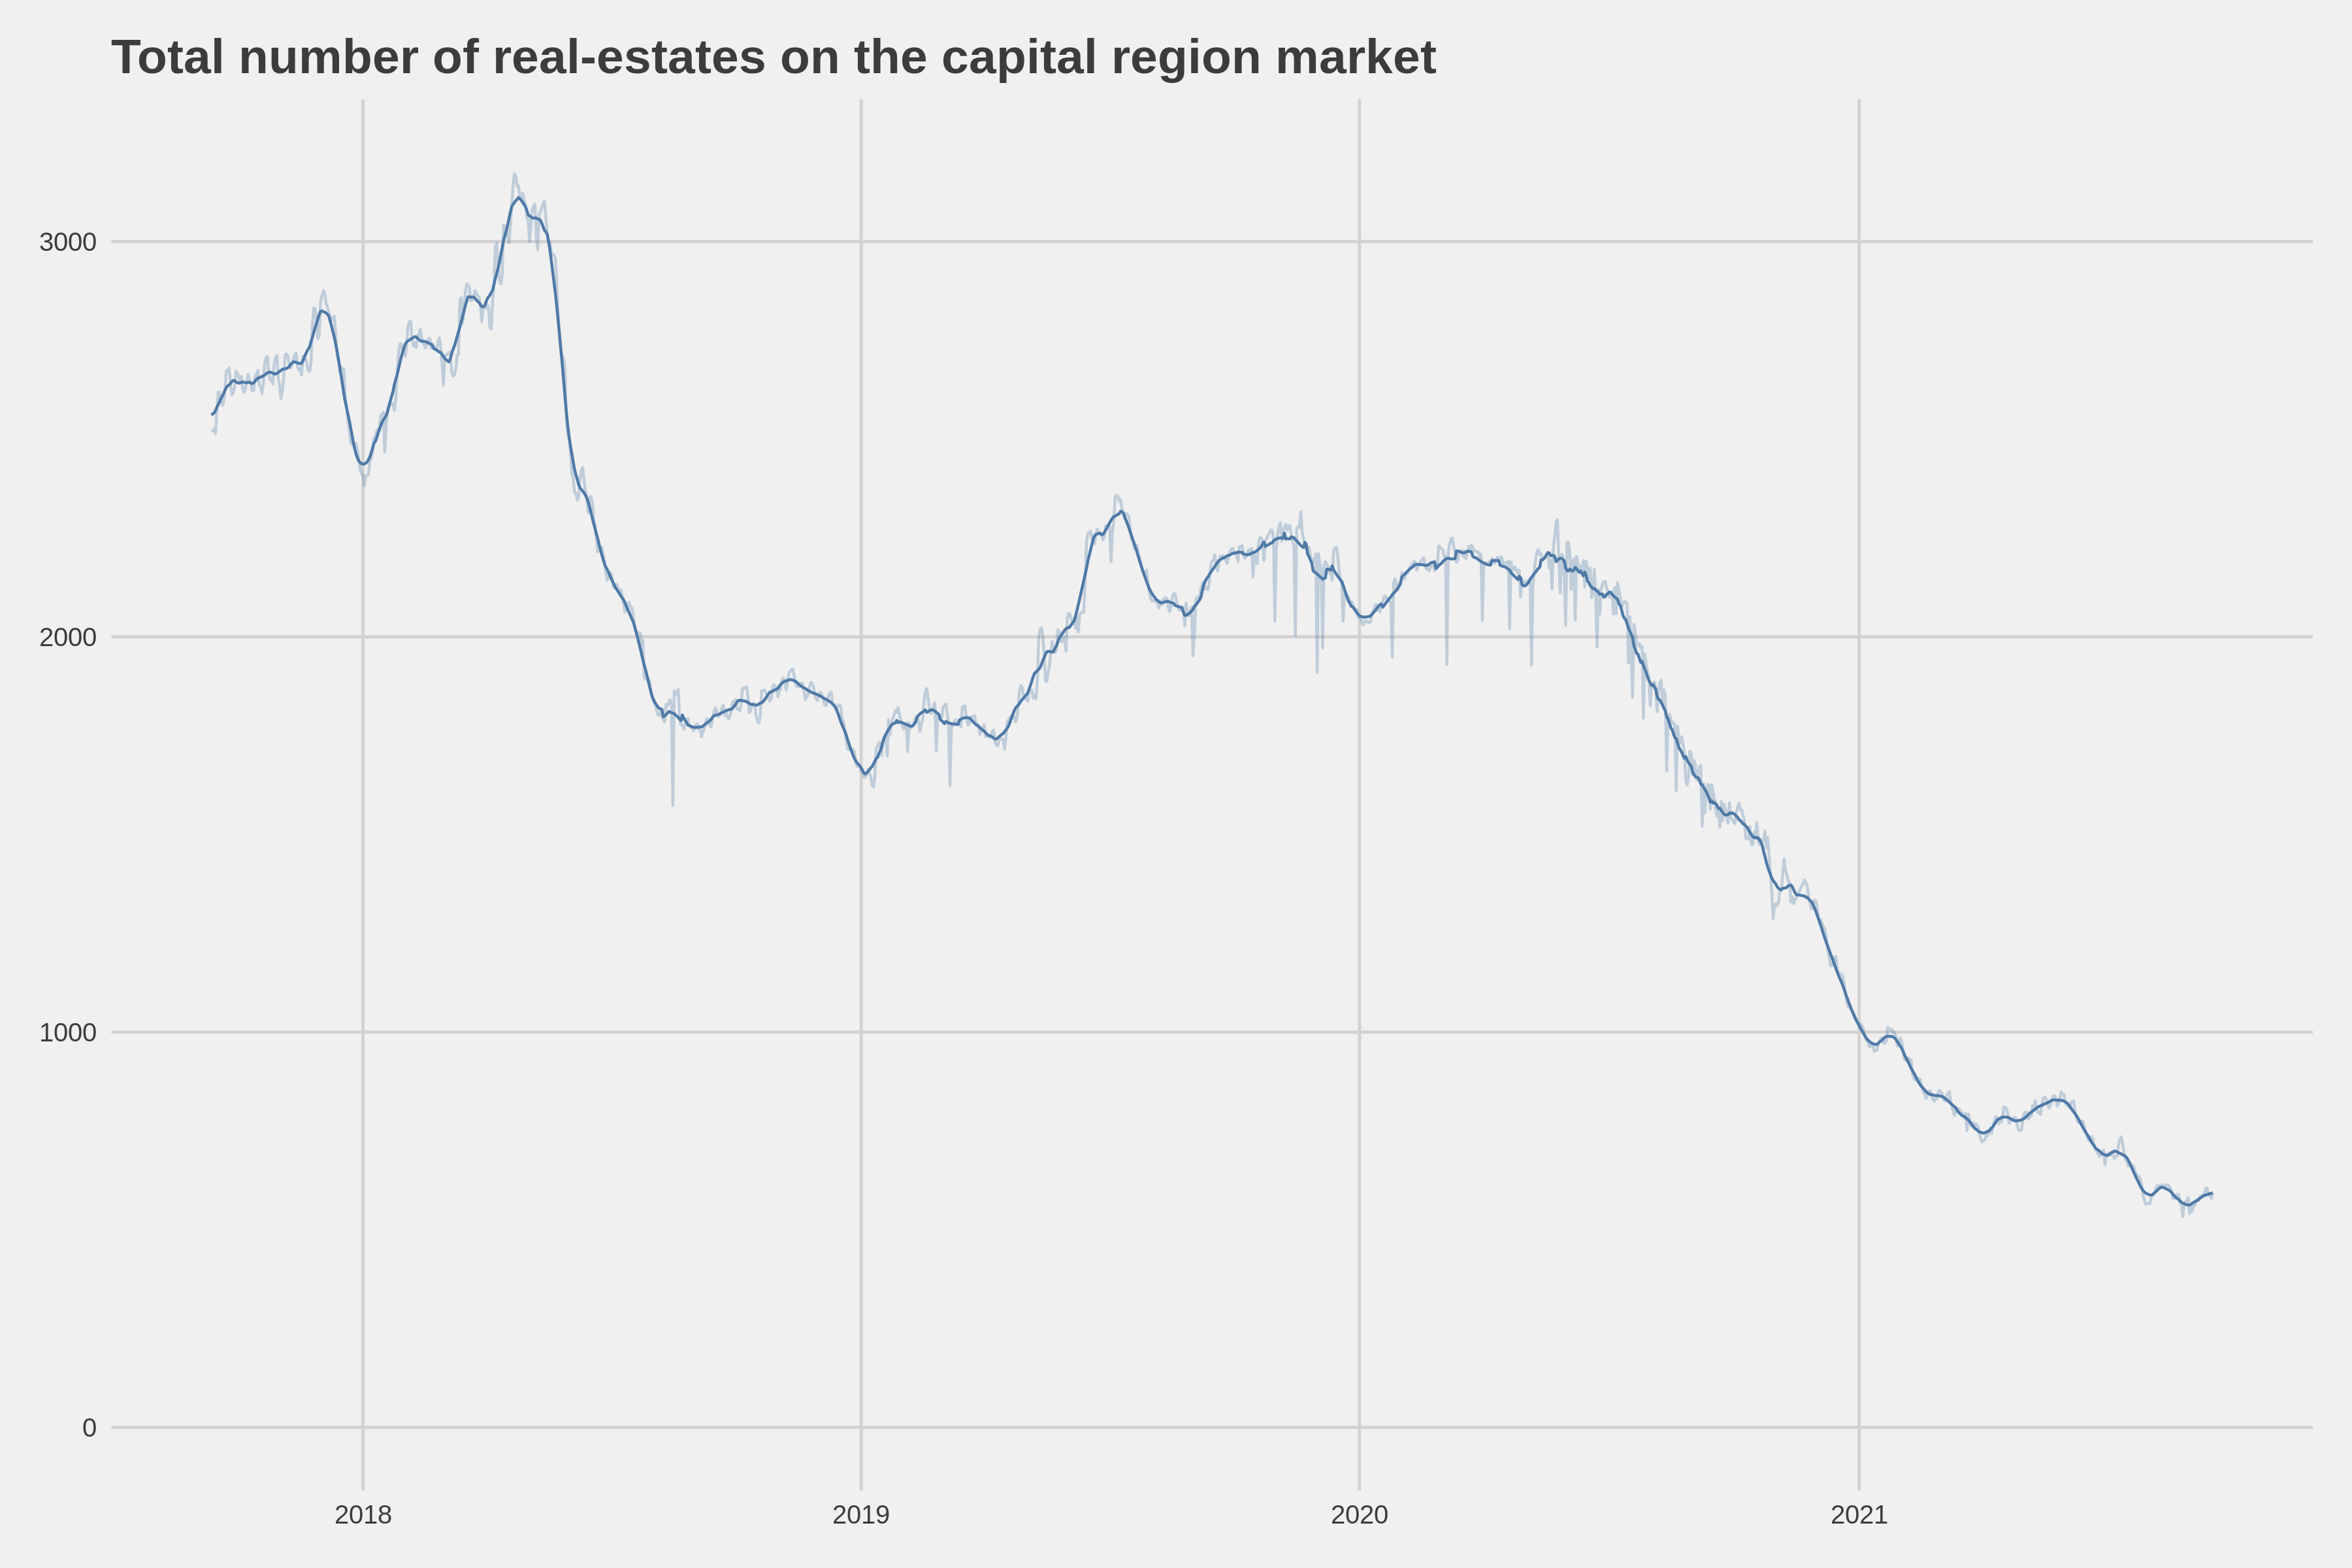 Total number of real-estates on the capital region market
3000
2000
1000
0
2018 2019 2020 2021